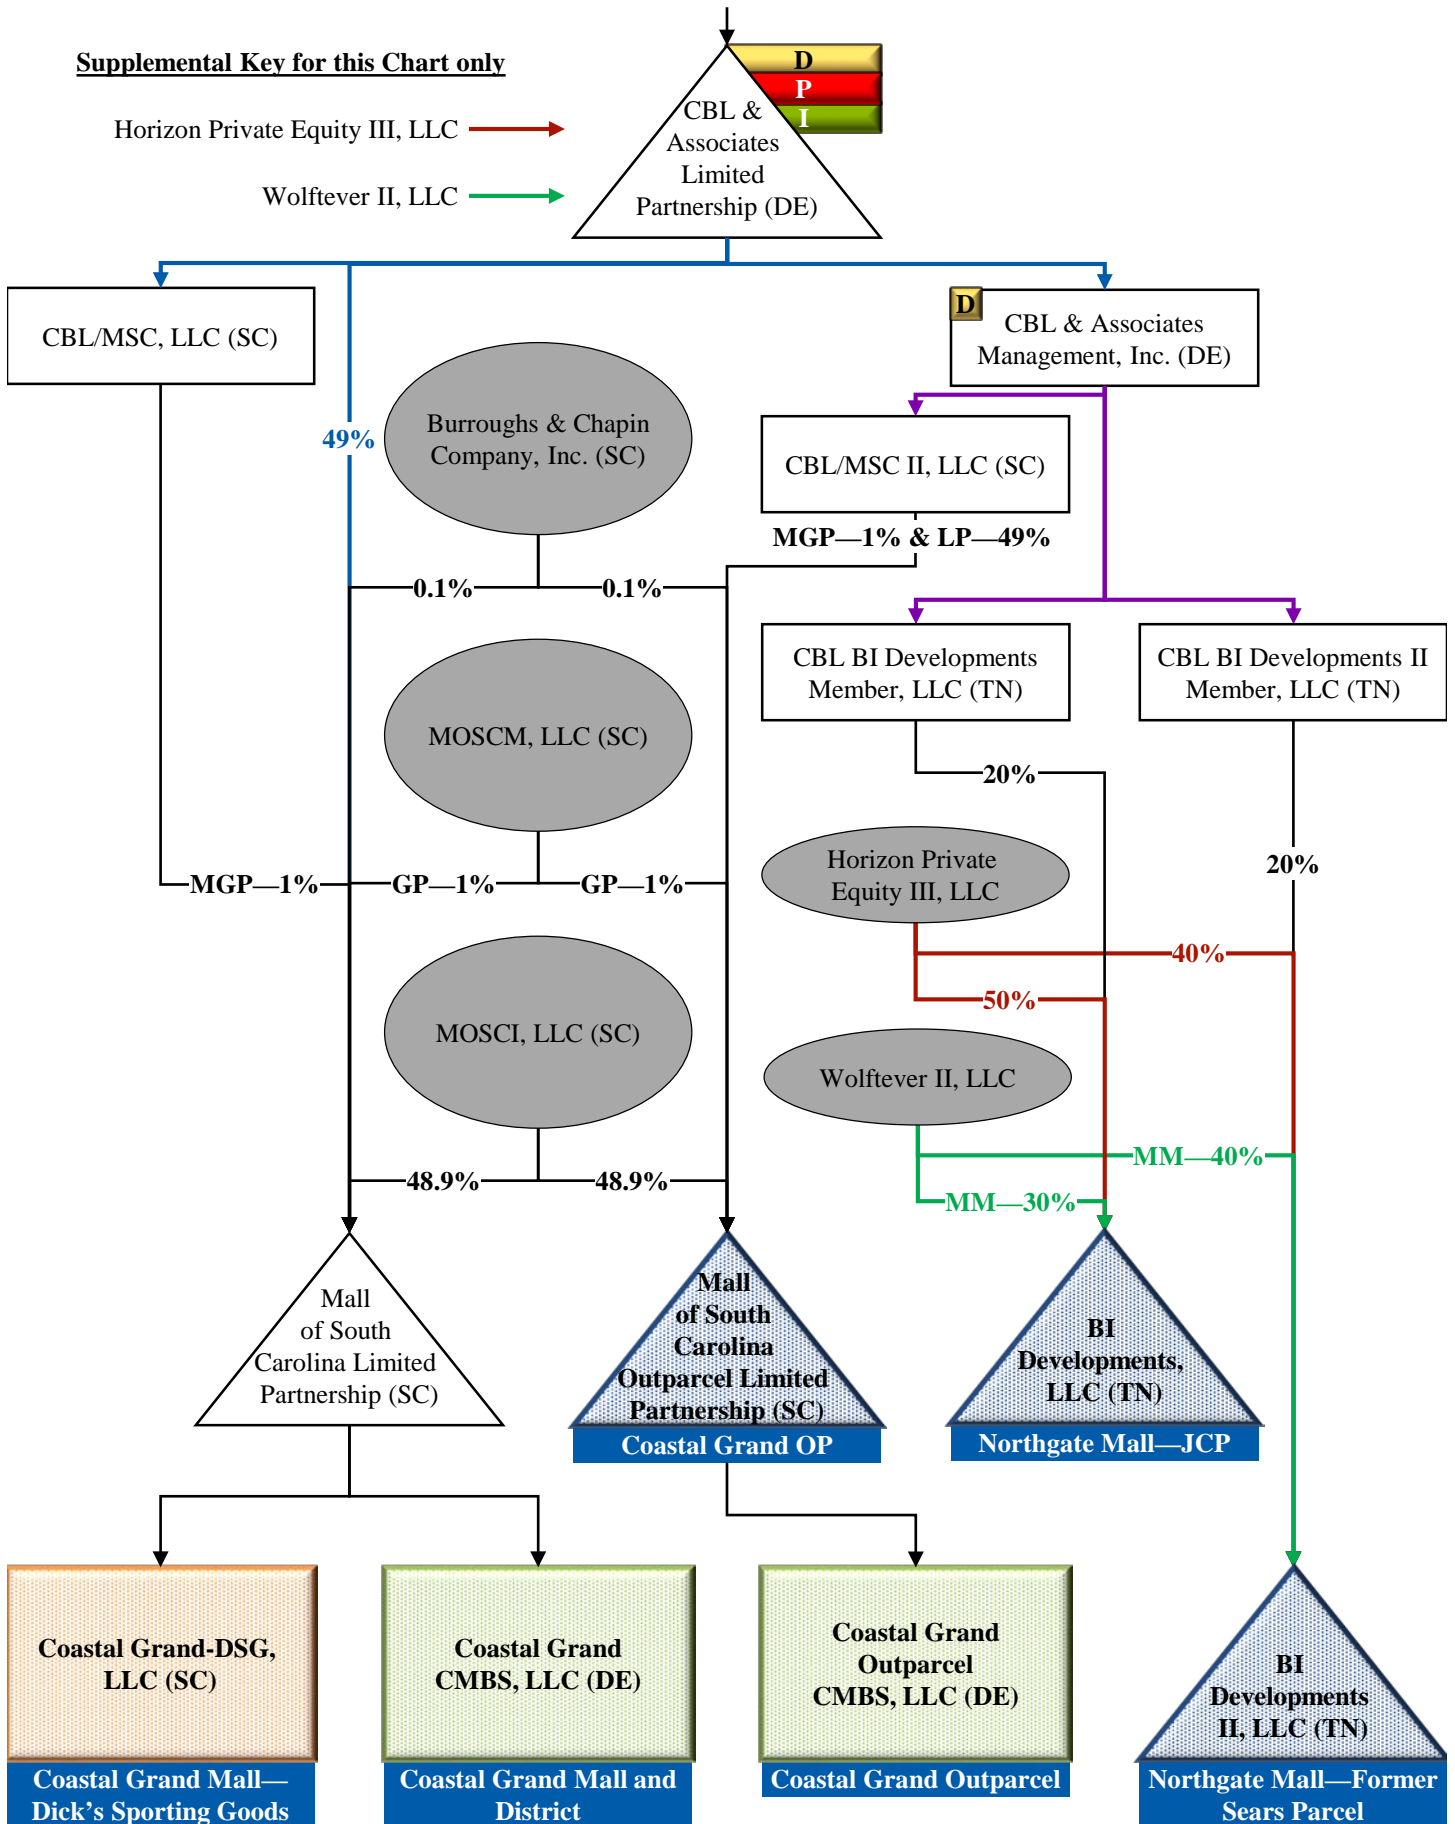 Supplemental Key for this Chart only
Horizon Private Equity III, LLC
Wolftever II, LLC
D
P
I
CBL &
Associates
Limited
Partnership (DE)
CBL/MSC, LLC (SC)
D
CBL & Associates
Management, Inc. (DE)
49%
Burroughs & Chapin
Company, Inc. (SC)
CBL/MSC II, LLC (SC)
MGP—1% & LP—49%
0.1%
0.1%
MOSCM, LLC (SC)
CBL BI Developments
Member, LLC (TN)
CBL BI Developments II
Member, LLC (TN)
20%
20%
Horizon Private
Equity III, LLC
MGP—1%
GP—1%
GP—1%
40%
50%
MOSCI, LLC (SC)
Wolftever II, LLC
MM—40%
MM—30%
48.9%
48.9%
Mall
of South
Carolina Limited
Partnership (SC)
Mall
of South
Carolina
Outparcel Limited
Partnership (SC)
Coastal Grand OP
BI
Developments,
LLC (TN)
Northgate Mall—JCP
Coastal Grand-DSG,
LLC (SC)
Coastal Grand Mall—
Dick's Sporting Goods
Coastal Grand
CMBS, LLC (DE)
Coastal Grand Mall and
District
Coastal Grand
Outparcel
CMBS, LLC (DE)
Coastal Grand Outparcel
BI
Developments
II, LLC (TN)
Northgate Mall—Former
Sears Parcel